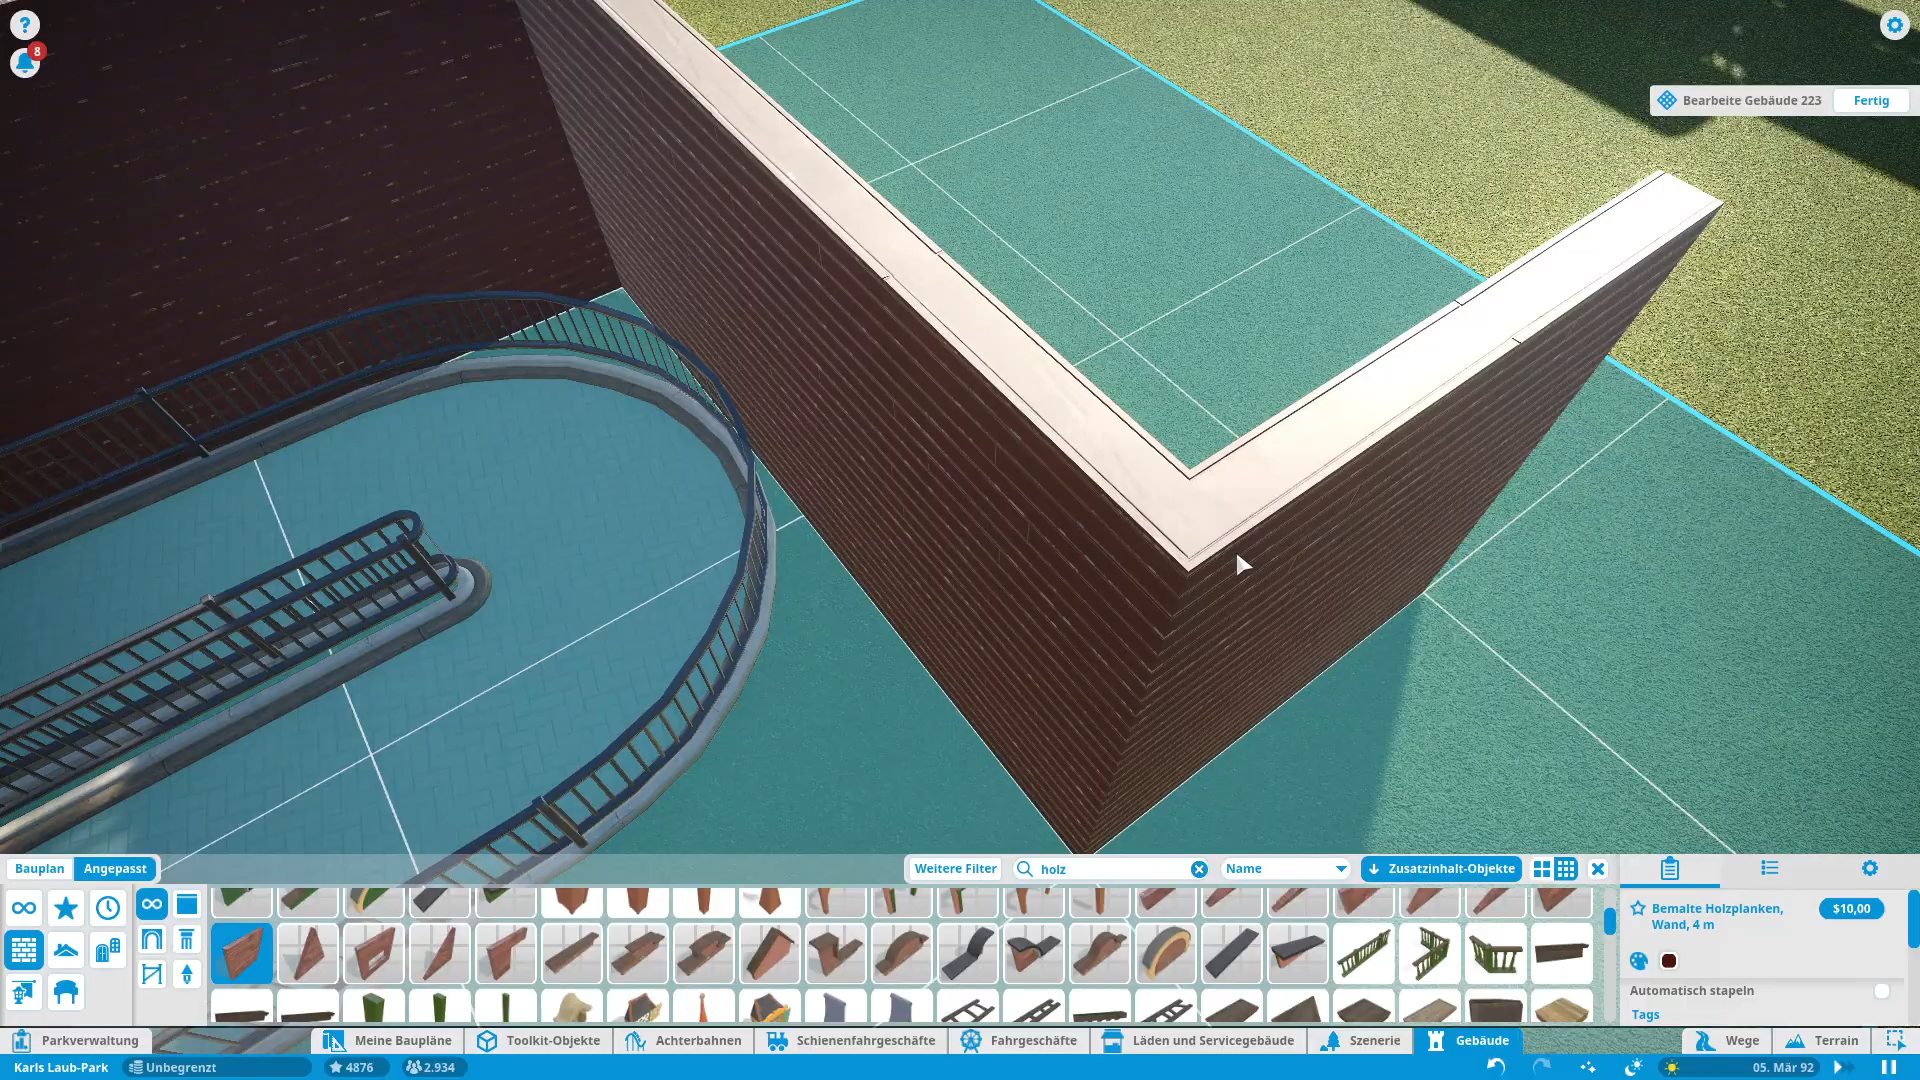 ?
8
Bearbeite Gebäude 223
Fertig
Bauplan
Angepasst
Weitere Filter
holz
Name
Zusatzinhalt-Objekte
Bemalte Holzplanken,
Wand, 4 m
$10,00
Automatisch stapeln
Tags
Parkverwaltung
Meine Baupläne
Toolkit-Objekte
Achterbahnen
Schienenfahrgeschäfte
Fahrgeschäfte
Läden und Servicegebäude
Szenerie
Gebäude
Wege
Terrain
Karls Laub-Park
Unbegrenzt
4876
2.934
05. Mär 92